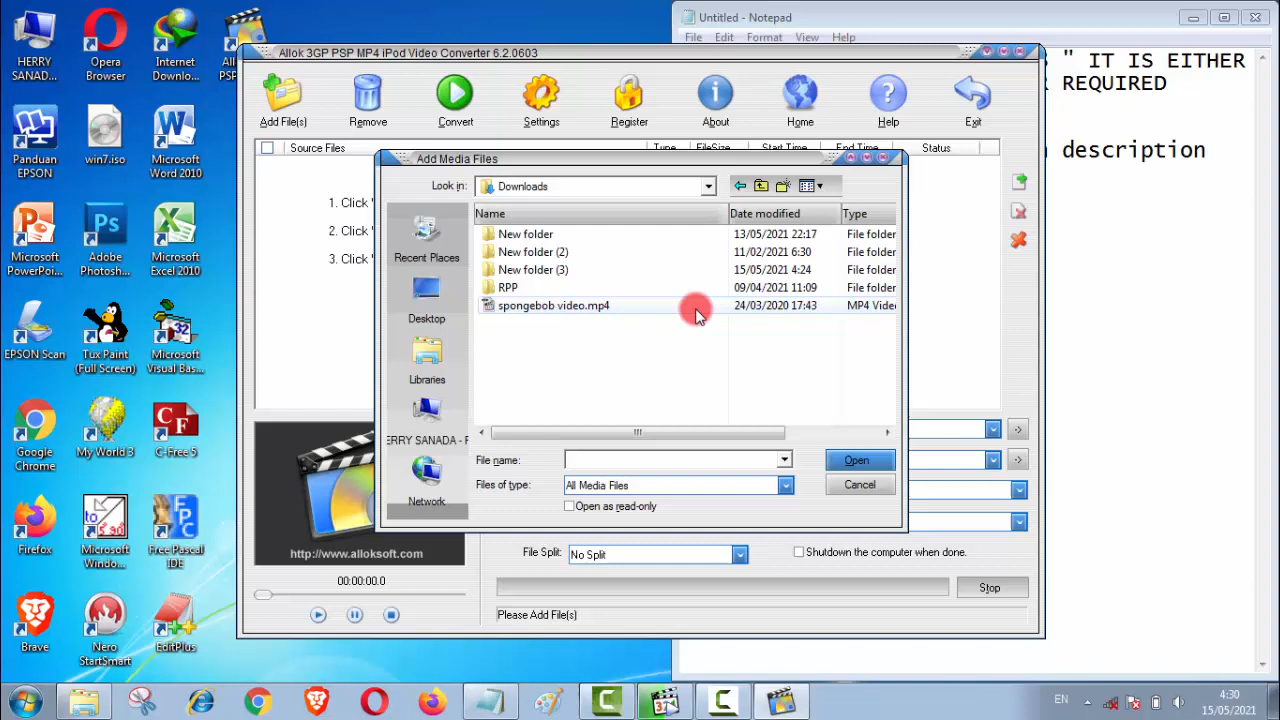 HERRY SANAD...
Opera Browser
Internet Downlo...
PSP
Panduan EPSON
win7.iso
Microsoft Word 2010
Microsoft PowerPoi...
Adobe Photosh...
Microsoft Excel 2010
EPSON Scan
Tux Paint (Full Screen)
Microsoft Visual Bas...
Google Chrome
My World 3
C-Free 5
Firefox
Microsoft Windo...
Free Pascal IDE
Brave
Nero StartSmart
EditPlus
Untitled - Notepad
File Edit Format View Help
" IT IS EITHER
REQUIRED
description
Allok 3GP PSP MP4 iPod Video Converter 6.2.0603
Add File(s) Remove Convert Settings Register About Home Help Exit
Source Files Type FileSize Start Time End Time Status
1. Click '
2. Click '
3. Click '
Add Media Files
Look in: Downloads
Name Date modified Type
New folder 13/05/2021 22:17 File folder
New folder (2) 11/02/2021 6:30 File folder
New folder (3) 15/05/2021 4:24 File folder
RPP 09/04/2021 11:09 File folder
spongebob video.mp4 24/03/2020 17:43 MP4 Vide
Recent Places
Desktop
Libraries
ERRY SANADA - F
Network
File name: Open
Files of type: All Media Files Cancel
Open as read-only
http://www.alloksoft.com
00:00:00.0
File Split: No Split Shutdown the computer when done.
Stop
Please Add File(s)
EN 4:30
15/05/2021